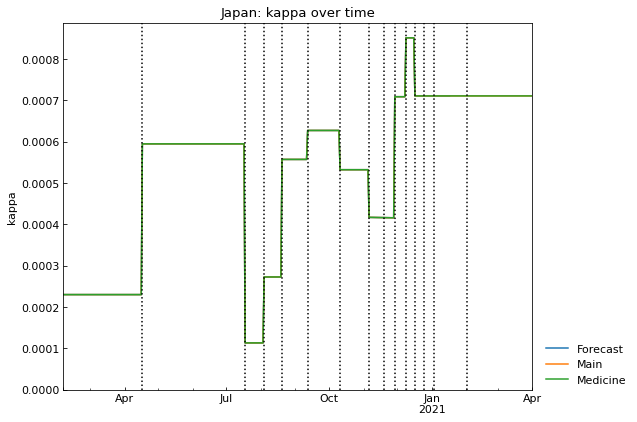 Japan: kappa over time
kappa
0.0008
0.0007
0.0006
0.0005
0.0004
0.0003
0.0002
0.0001
0.0000
Apr
Jul
Oct
Jan
2021
Apr
Forecast
Main
Medicine